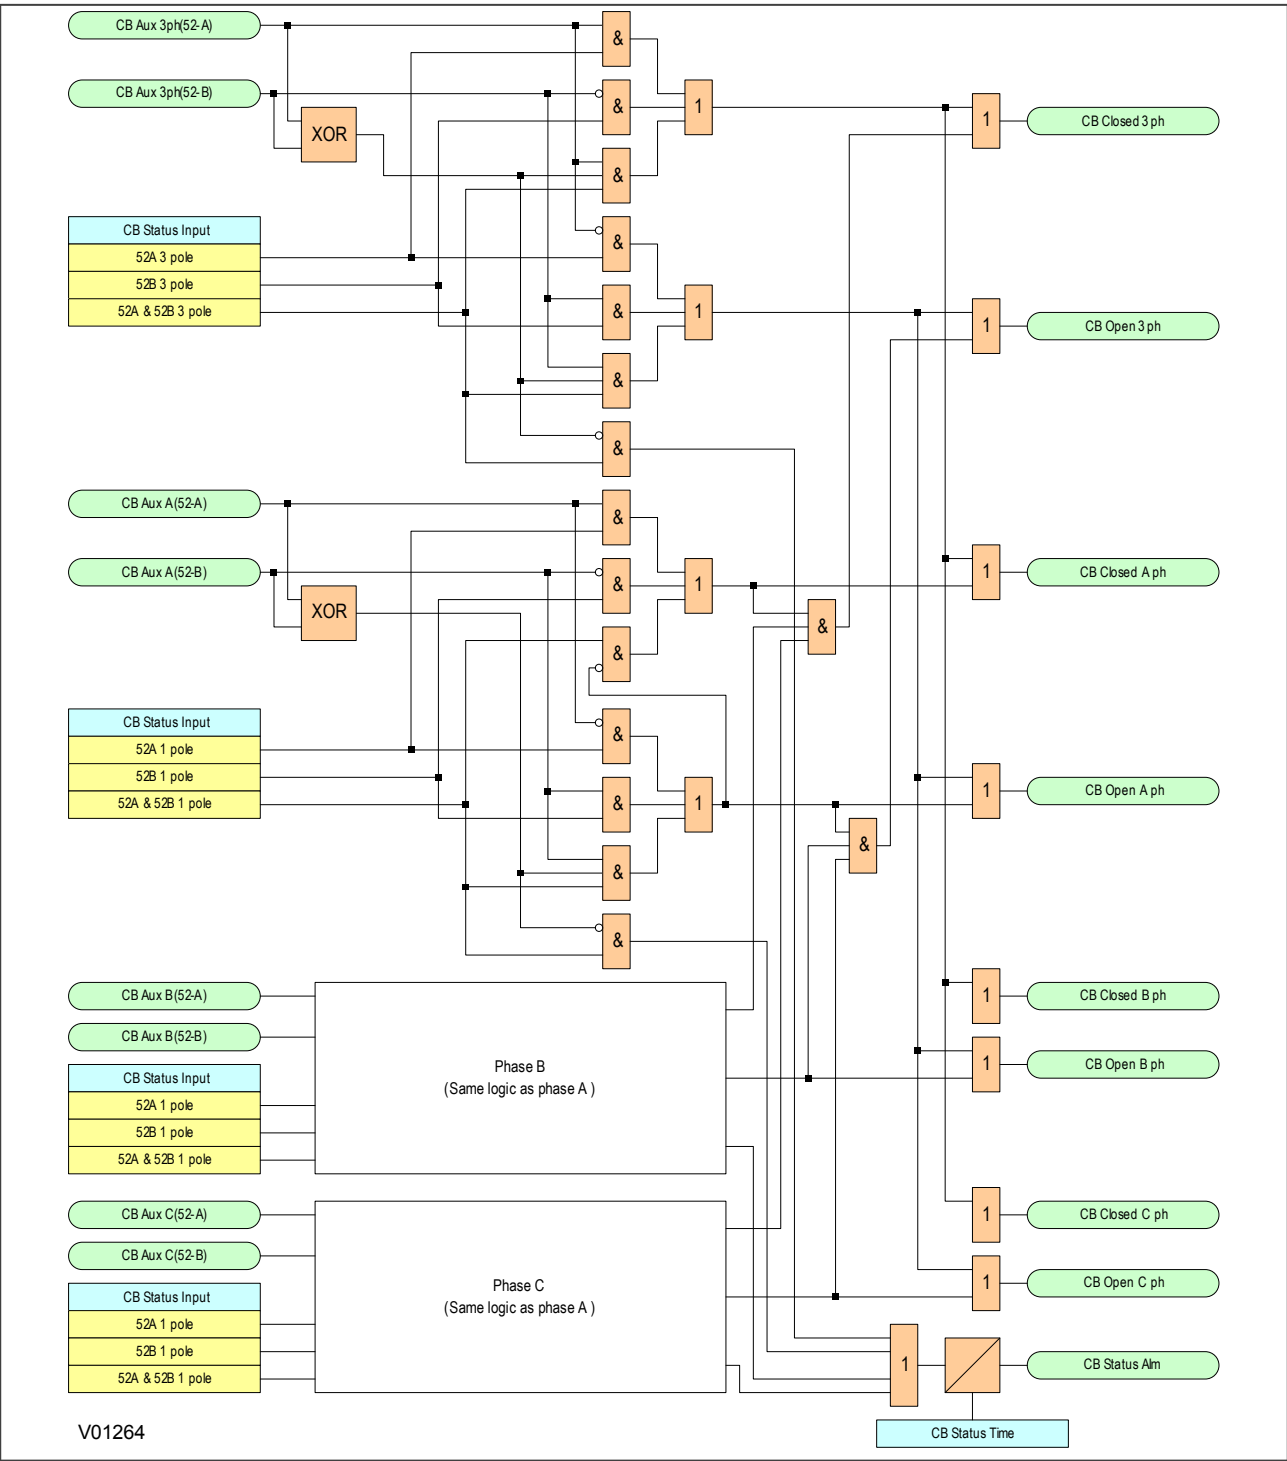 CB Aux 3ph(52-A)
&
CB Aux 3ph(52-B)
&
1
1
CB Closed 3 ph
XOR
&
CB Status Input
&
52A 3 pole
52B 3 pole
52A & 52B 3 pole
&
1
1
CB Open 3 ph
&
&
CB Aux A(52-A)
&
CB Aux A(52-B)
&
1
1
CB Closed A ph
XOR
&
&
CB Status Input
&
52A 1 pole
52B 1 pole
52A & 52B 1 pole
&
1
1
CB Open A ph
&
&
&
CB Aux B(52-A)
1
CB Closed B ph
CB Aux B(52-B)
CB Status Input
52A 1 pole
52B 1 pole
52A & 52B 1 pole
Phase B
(Same logic as phase A )
1
CB Open B ph
CB Aux C(52-A)
1
CB Closed C ph
CB Aux C(52-B)
CB Status Input
52A 1 pole
52B 1 pole
52A & 52B 1 pole
Phase C
(Same logic as phase A )
1
CB Open C ph
1
CB Status Alm
CB Status Time
V01264